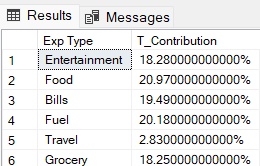 Results Messages
Exp Type T_Contribution
1 Entertainment 18.280000000000%
2 Food 20.970000000000%
3 Bills 19.490000000000%
4 Fuel 20.180000000000%
5 Travel 2.830000000000%
6 Grocery 18.250000000000%